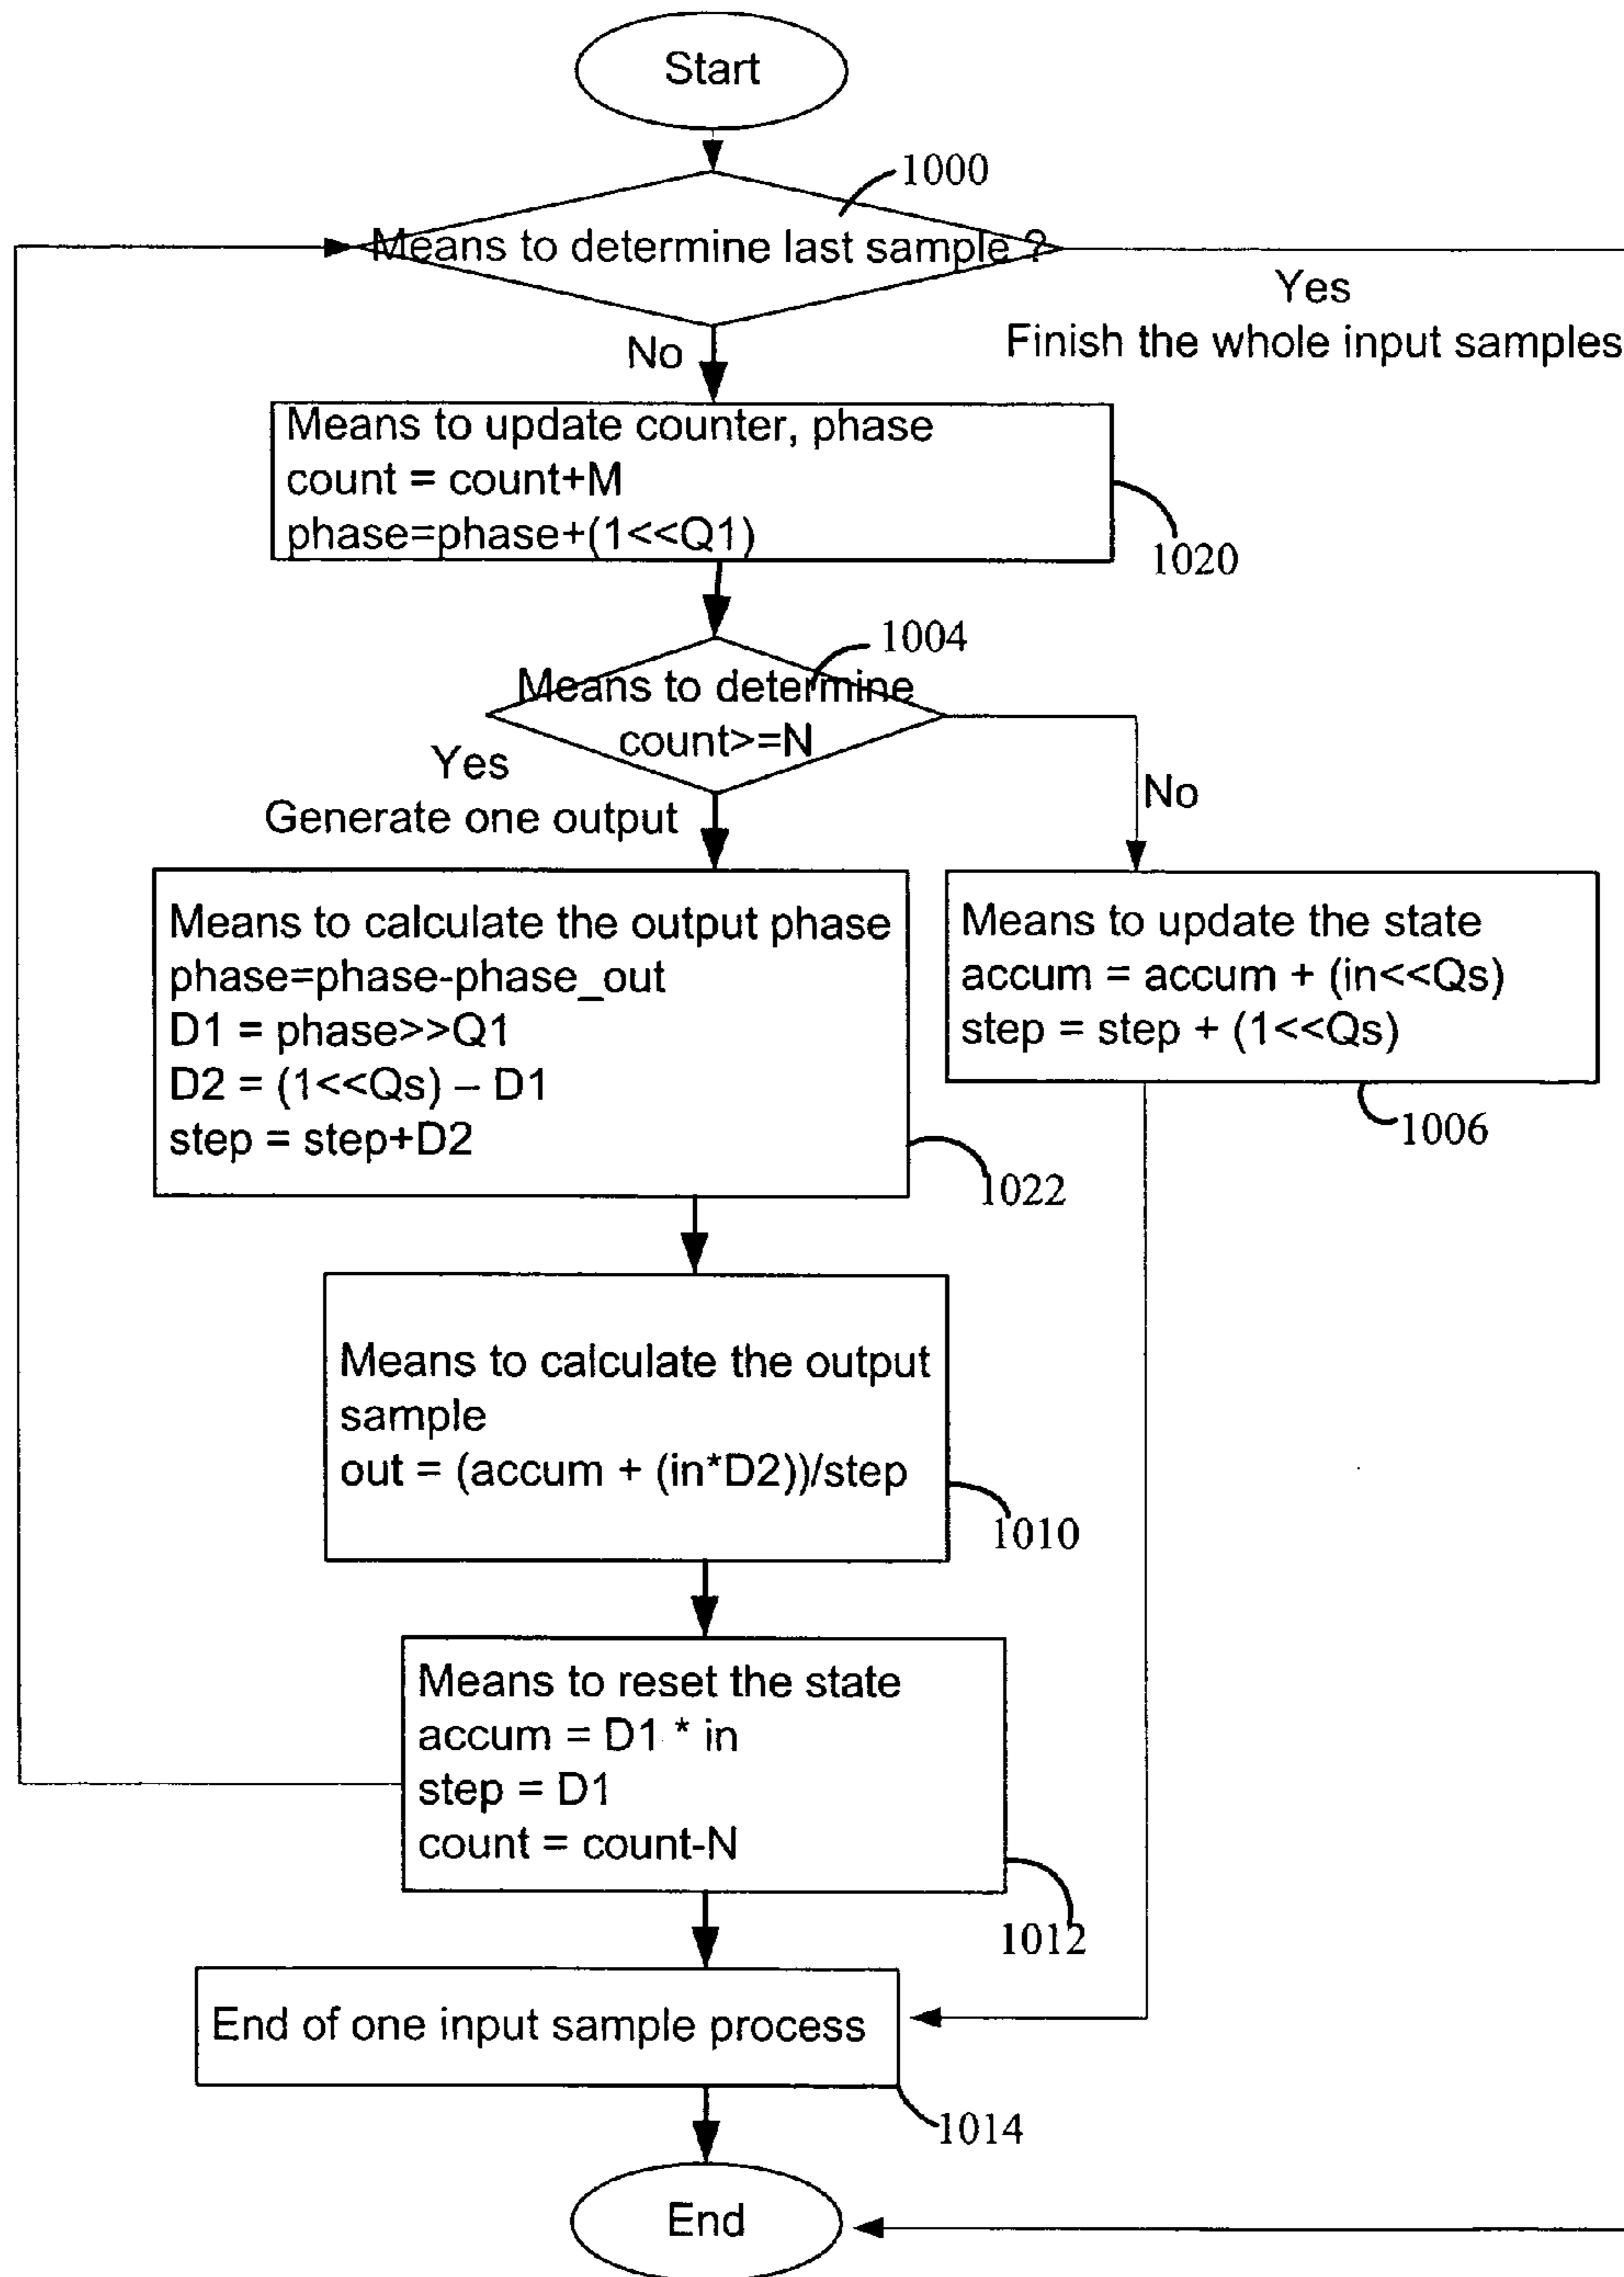 Start
1000
Means to determine last sample ?
Yes
Finish the whole input samples
No
Means to update counter, phase
count = count+M
phase=phase+(1<<Q1)
1020
1004
Means to determine
count>=N
Yes
Generate one output
No
Means to calculate the output phase
phase=phase-phase_out
D1 = phase>>Q1
D2 = (1<<Qs) – D1
step = step+D2
1022
Means to update the state
accum = accum + (in<<Qs)
step = step + (1<<Qs)
1006
Means to calculate the output
sample
out = (accum + (in*D2))/step
1010
Means to reset the state
accum = D1 * in
step = D1
count = count-N
1012
End of one input sample process
1014
End